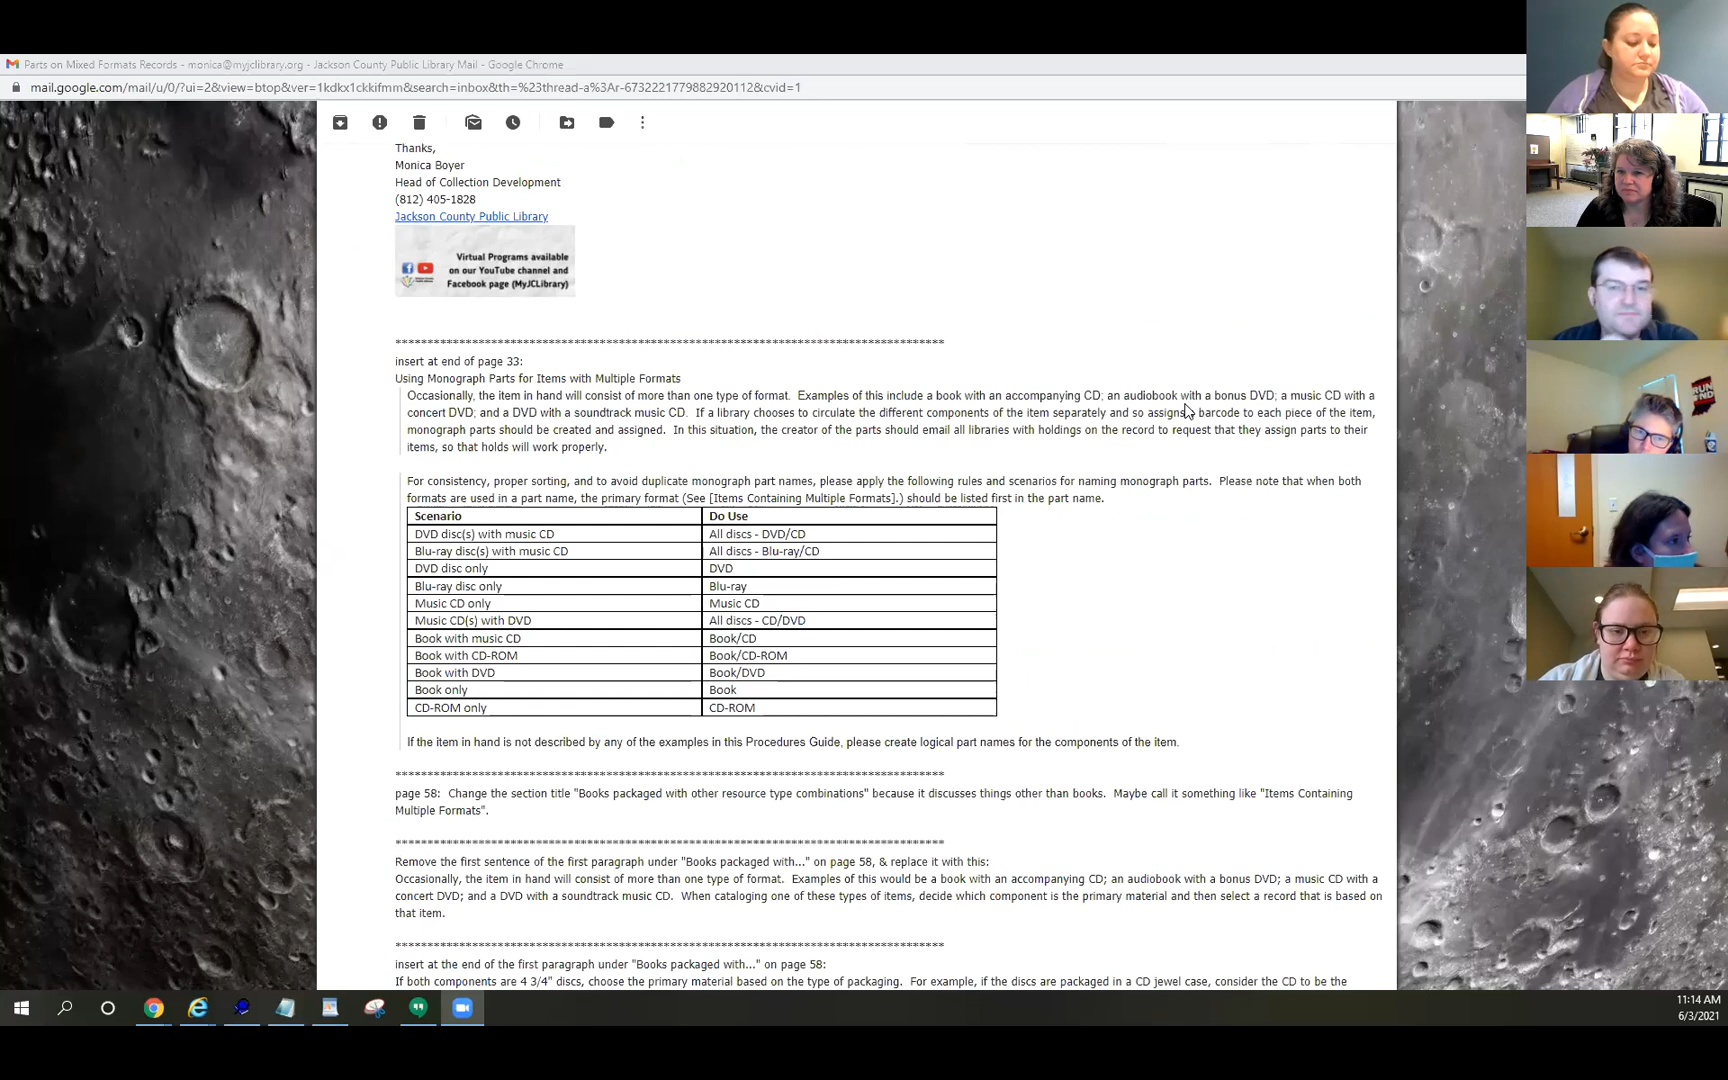 Parts on Mixed Formats Records - monica@myjclibrary.org - Jackson County Public Library Mail - Google Chrome
mail.google.com/mail/u/0/?ui=2&view=btop&ver=1kdkx1ckkifmm&search=inbox&th=%23thread-a%3Ar-6732221779882920112&cvid=1
Thanks,
Monica Boyer
Head of Collection Development
(812) 405-1828
Jackson County Public Library
Virtual Programs available
on our YouTube channel and
Facebook page (MyJCLibrary)
**************************************************************************************
insert at end of page 33:
Using Monograph Parts for Items with Multiple Formats
Occasionally, the item in hand will consist of more than one type of format.  Examples of this include a book with an accompanying CD; an audiobook with a bonus DVD; a music CD with a
concert DVD; and a DVD with a soundtrack music CD.  If a library chooses to circulate the different components of the item separately and so assigns barcode to each piece of the item,
monograph parts should be created and assigned.  In this situation, the creator of the parts should email all libraries with holdings on the record to request that they assign parts to their
items, so that holds will work properly.
For consistency, proper sorting, and to avoid duplicate monograph part names, please apply the following rules and scenarios for naming monograph parts.  Please note that when both
formats are used in a part name, the primary format (See [Items Containing Multiple Formats].) should be listed first in the part name.
Scenario Do Use
DVD disc(s) with music CD All discs - DVD/CD
Blu-ray disc(s) with music CD All discs - Blu-ray/CD
DVD disc only DVD
Blu-ray disc only Blu-ray
Music CD only Music CD
Music CD(s) with DVD All discs - CD/DVD
Book with music CD Book/CD
Book with CD-ROM Book/CD-ROM
Book with DVD Book/DVD
Book only Book
CD-ROM only CD-ROM
If the item in hand is not described by any of the examples in this Procedures Guide, please create logical part names for the components of the item.
**************************************************************************************
page 58:  Change the section title "Books packaged with other resource type combinations" because it discusses things other than books.  Maybe call it something like "Items Containing
Multiple Formats".
**************************************************************************************
Remove the first sentence of the first paragraph under "Books packaged with..." on page 58, & replace it with this:
Occasionally, the item in hand will consist of more than one type of format.  Examples of this would be a book with an accompanying CD; an audiobook with a bonus DVD; a music CD with a
concert DVD; and a DVD with a soundtrack music CD.  When cataloging one of these types of items, decide which component is the primary material and then select a record that is based on
that item.
**************************************************************************************
insert at the end of the first paragraph under "Books packaged with..." on page 58:
If both components are 4 3/4" discs, choose the primary material based on the type of packaging.  For example, if the discs are packaged in a CD jewel case, consider the CD to be the
11:14 AM
6/3/2021